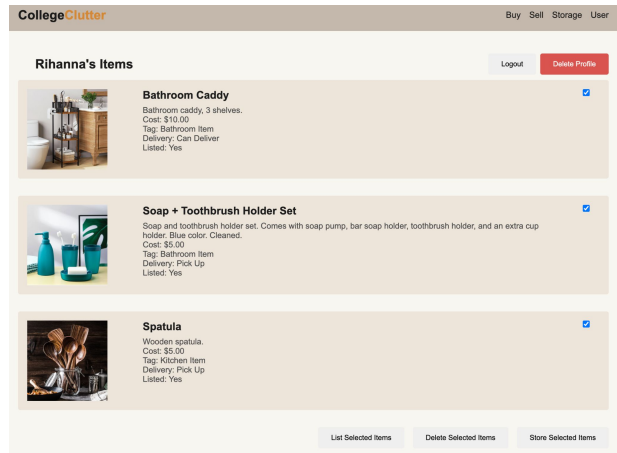 CollegeClutter
Buy Sell Storage User
Rihanna's Items
Logout
Delete Profile
Bathroom Caddy
Bathroom caddy, 3 shelves.
Cost: $10.00
Tag: Bathroom Item
Delivery: Can Deliver
Listed: Yes
Soap + Toothbrush Holder Set
Soap and toothbrush holder set. Comes with soap pump, bar soap holder, toothbrush holder, and an extra cup
holder. Blue color. Cleaned.
Cost: $5.00
Tag: Bathroom Item
Delivery: Pick Up
Listed: Yes
Spatula
Wooden spatula.
Cost: $5.00
Tag: Kitchen Item
Delivery: Pick Up
Listed: Yes
List Selected Items
Delete Selected Items
Store Selected Items